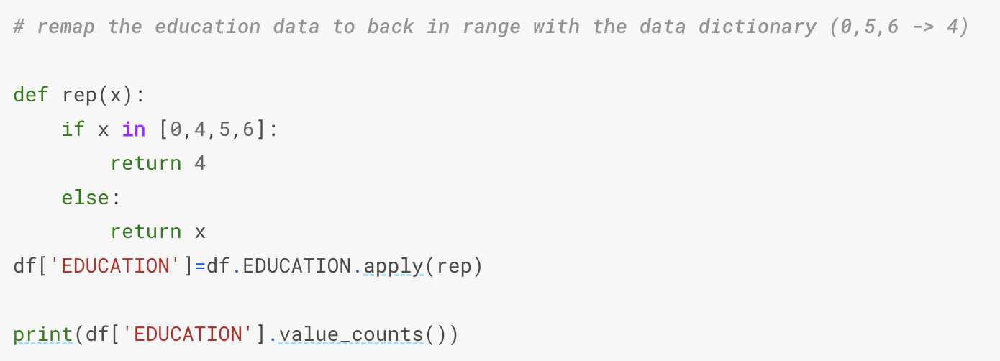 # remap the education data to back in range with the data dictionary (0,5,6 -> 4)
def rep(x):
    if x in [0,4,5,6]:
        return 4
    else:
        return x
df['EDUCATION']=df.EDUCATION.apply(rep)
print(df['EDUCATION'].value_counts())